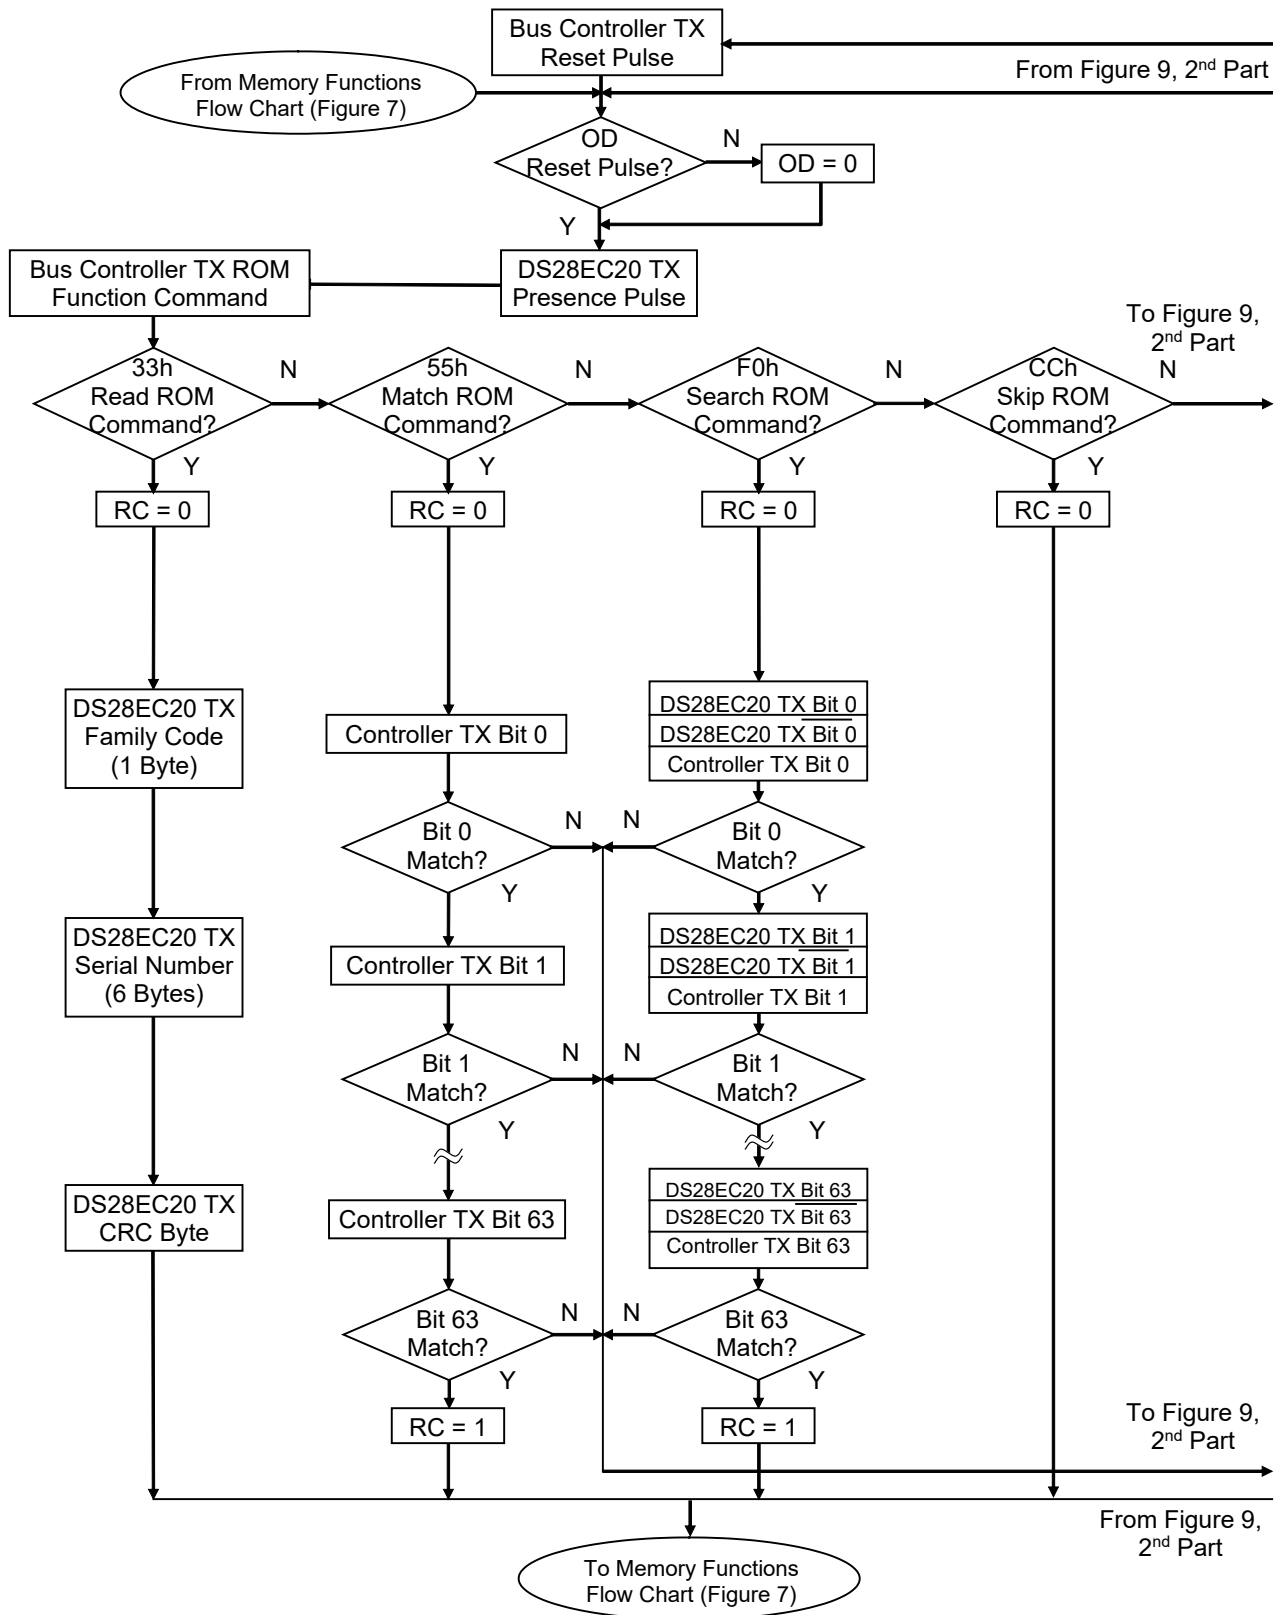 Bus Controller TX
Reset Pulse
From Figure 9, 2nd Part
From Memory Functions
Flow Chart (Figure 7)
OD
Reset Pulse?
N
OD = 0
Y
Bus Controller TX ROM
Function Command
DS28EC20 TX
Presence Pulse
To Figure 9,
2nd Part
33h
Read ROM
Command?
N
55h
Match ROM
Command?
N
F0h
Search ROM
Command?
N
CCh
Skip ROM
Command?
N
Y
Y
Y
Y
RC = 0
RC = 0
RC = 0
RC = 0
DS28EC20 TX
Family Code
(1 Byte)
DS28EC20 TX
Serial Number
(6 Bytes)
DS28EC20 TX
CRC Byte
Controller TX Bit 0
Bit 0
Match?
N
Y
Controller TX Bit 1
Bit 1
Match?
N
Y
Controller TX Bit 63
Bit 63
Match?
N
Y
RC = 1
DS28EC20 TX Bit 0
DS28EC20 TX Bit 0
Controller TX Bit 0
N
Bit 0
Match?
Y
DS28EC20 TX Bit 1
DS28EC20 TX Bit 1
Controller TX Bit 1
N
Bit 1
Match?
Y
DS28EC20 TX Bit 63
DS28EC20 TX Bit 63
Controller TX Bit 63
N
Bit 63
Match?
Y
RC = 1
To Figure 9,
2nd Part
From Figure 9,
2nd Part
To Memory Functions
Flow Chart (Figure 7)